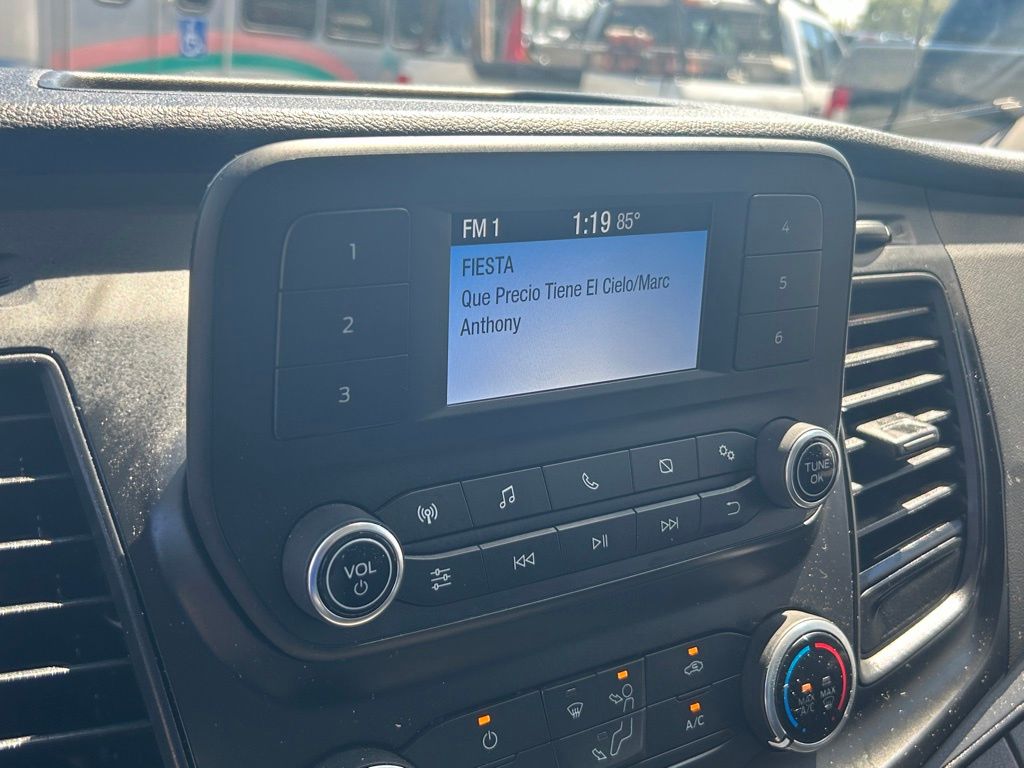 FM 1 1:19 85°
FIESTA
Que Precio Tiene El Cielo/Marc
Anthony
1
2
3
4
5
6
VOL
TUNE
OK
MAX
A/C
MAX
A/C